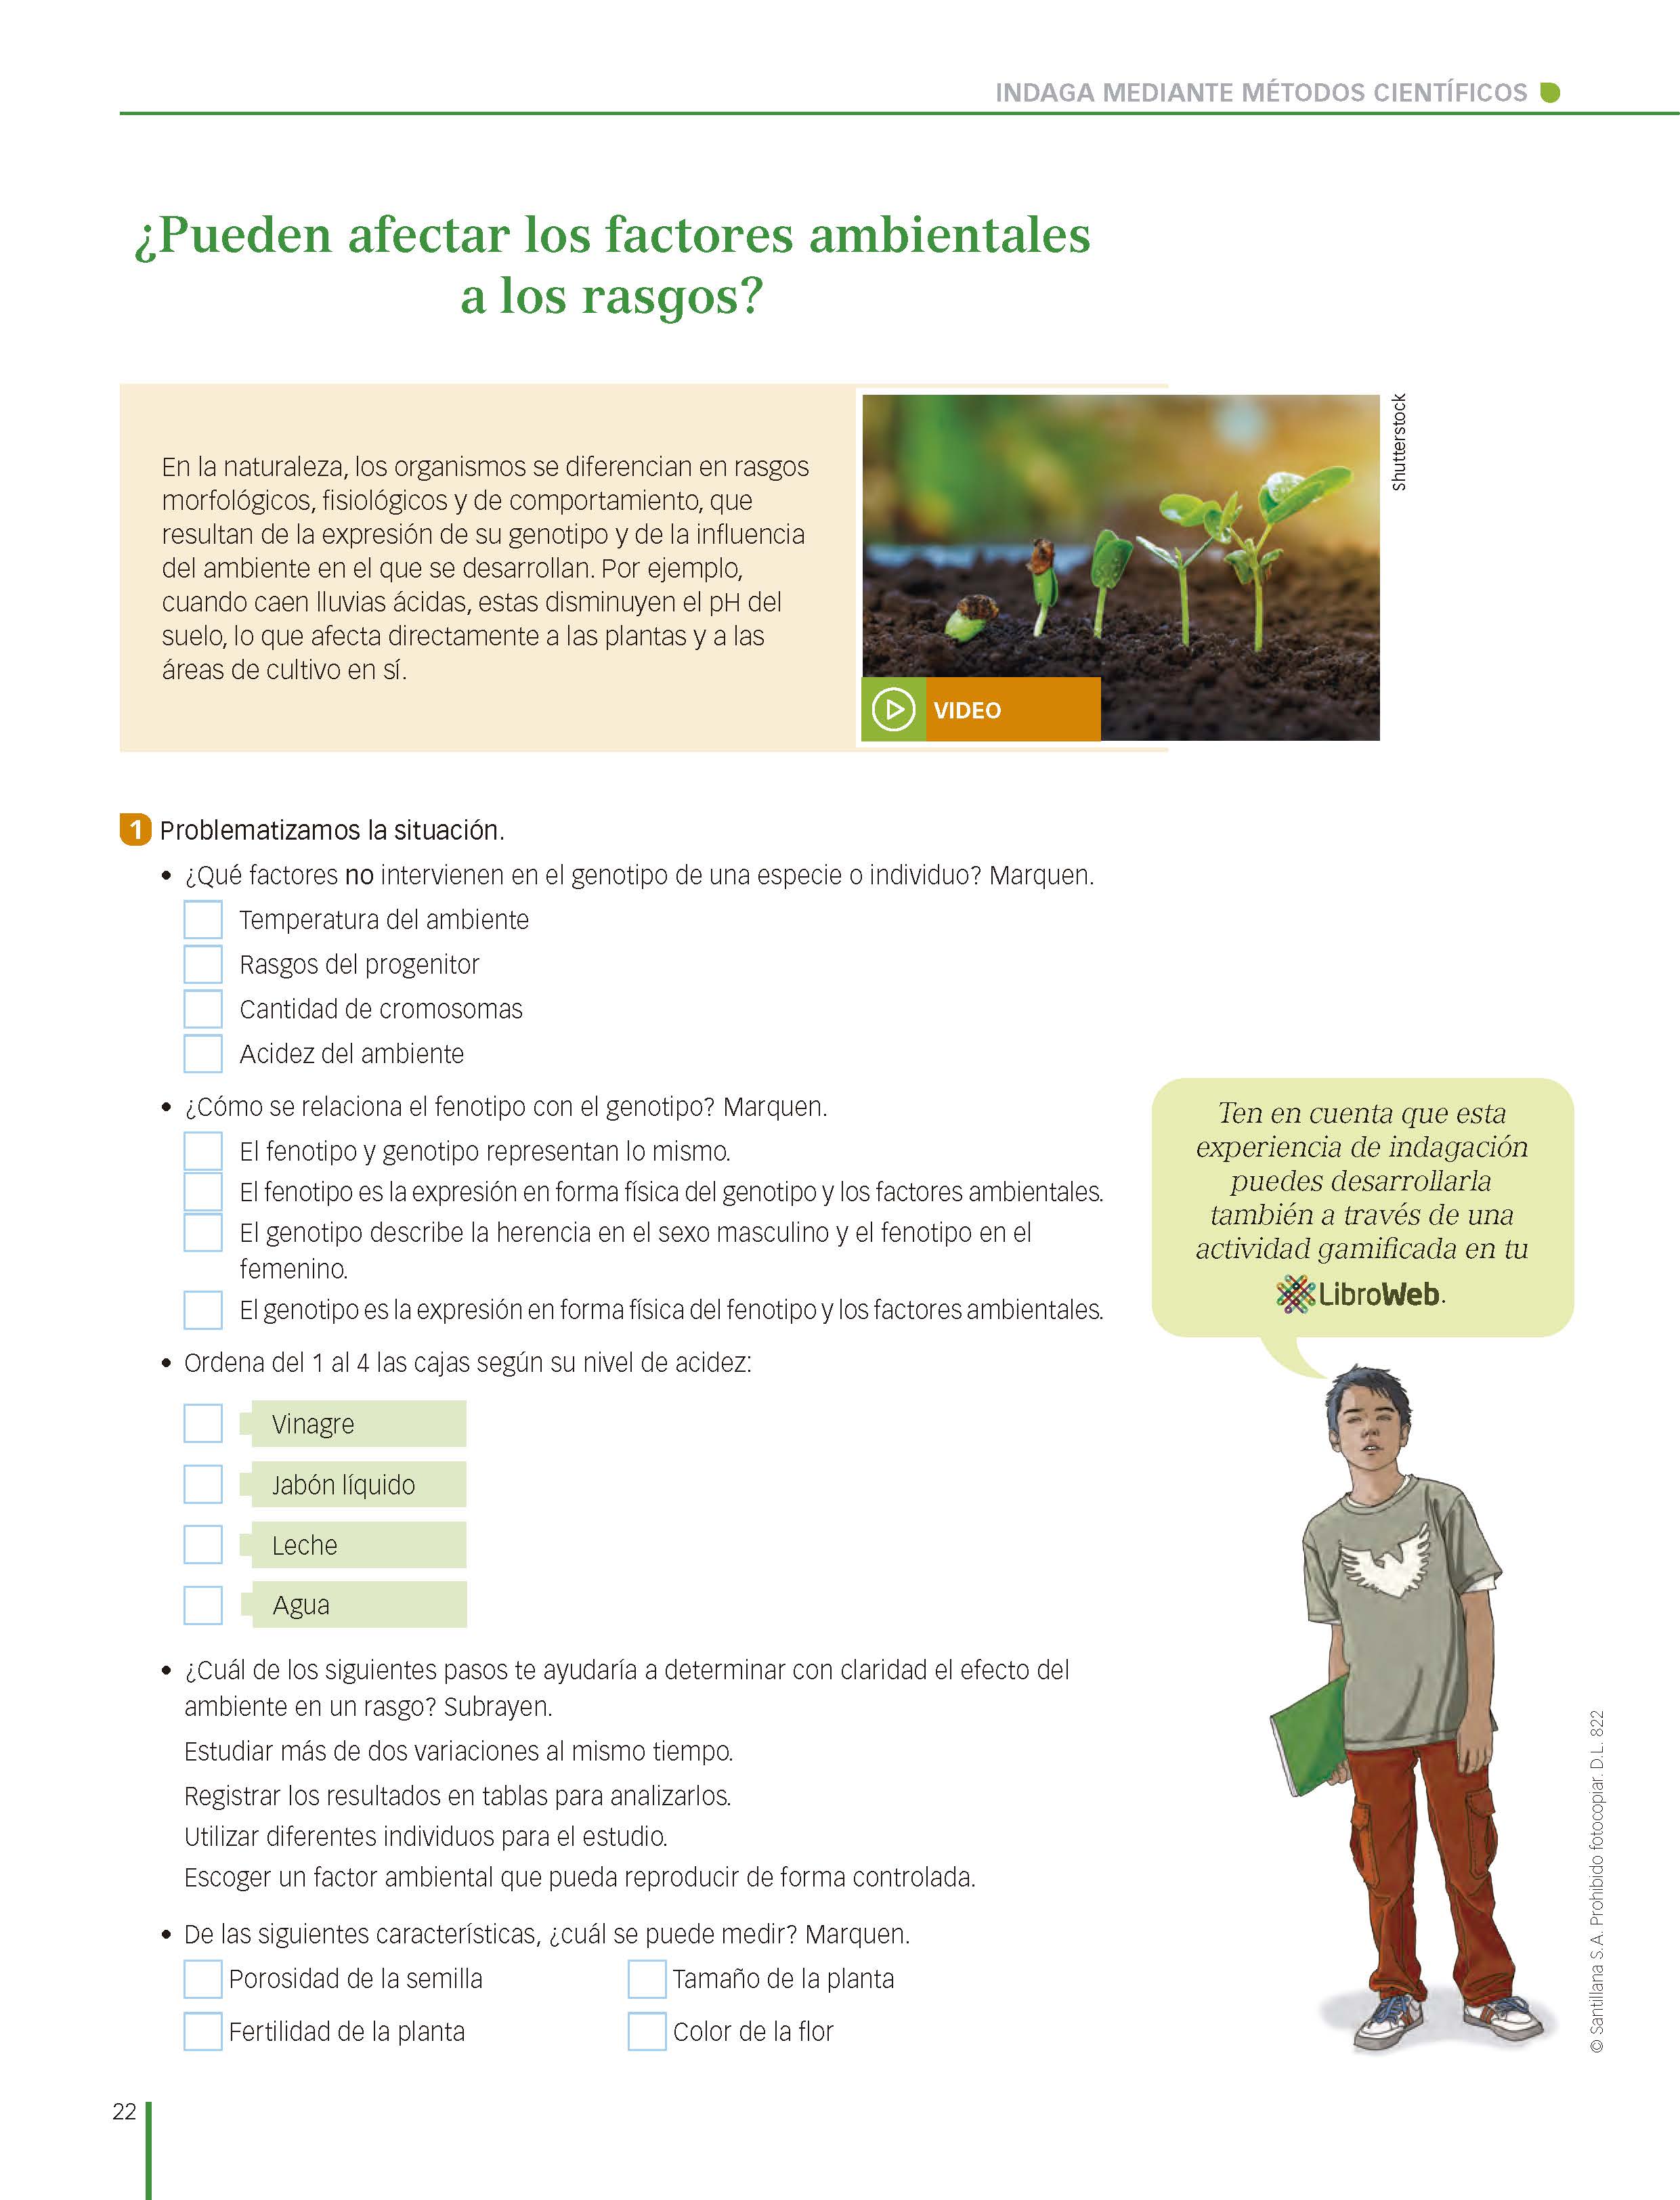 INDAGA MEDIANTE MÉTODOS CIENTÍFICOS
¿Pueden afectar los factores ambientales
a los rasgos?
En la naturaleza, los organismos se diferencian en rasgos
morfológicos, fisiológicos y de comportamiento, que
resultan de la expresión de su genotipo y de la influencia
del ambiente en el que se desarrollan. Por ejemplo,
cuando caen lluvias ácidas, estas disminuyen el pH del
suelo, lo que afecta directamente a las plantas y a las
áreas de cultivo en sí.
Shutterstock
VIDEO
1 Problematizamos la situación.
• ¿Qué factores no intervienen en el genotipo de una especie o individuo? Marquen.
Temperatura del ambiente
Rasgos del progenitor
Cantidad de cromosomas
Acidez del ambiente
• ¿Cómo se relaciona el fenotipo con el genotipo? Marquen.
El fenotipo y genotipo representan lo mismo.
El fenotipo es la expresión en forma física del genotipo y los factores ambientales.
El genotipo describe la herencia en el sexo masculino y el fenotipo en el
femenino.
El genotipo es la expresión en forma física del fenotipo y los factores ambientales.
• Ordena del 1 al 4 las cajas según su nivel de acidez:
Vinagre
Jabón líquido
Leche
Agua
• ¿Cuál de los siguientes pasos te ayudaría a determinar con claridad el efecto del
ambiente en un rasgo? Subrayen.
Estudiar más de dos variaciones al mismo tiempo.
Registrar los resultados en tablas para analizarlos.
Utilizar diferentes individuos para el estudio.
Escoger un factor ambiental que pueda reproducir de forma controlada.
• De las siguientes características, ¿cuál se puede medir? Marquen.
Porosidad de la semilla
Tamaño de la planta
Fertilidad de la planta
Color de la flor
Ten en cuenta que esta
experiencia de indagación
puedes desarrollarla
también a través de una
actividad gamificada en tu
LibroWeb.
© Santillana S.A. Prohibido fotocopiar. D.L. 822
22